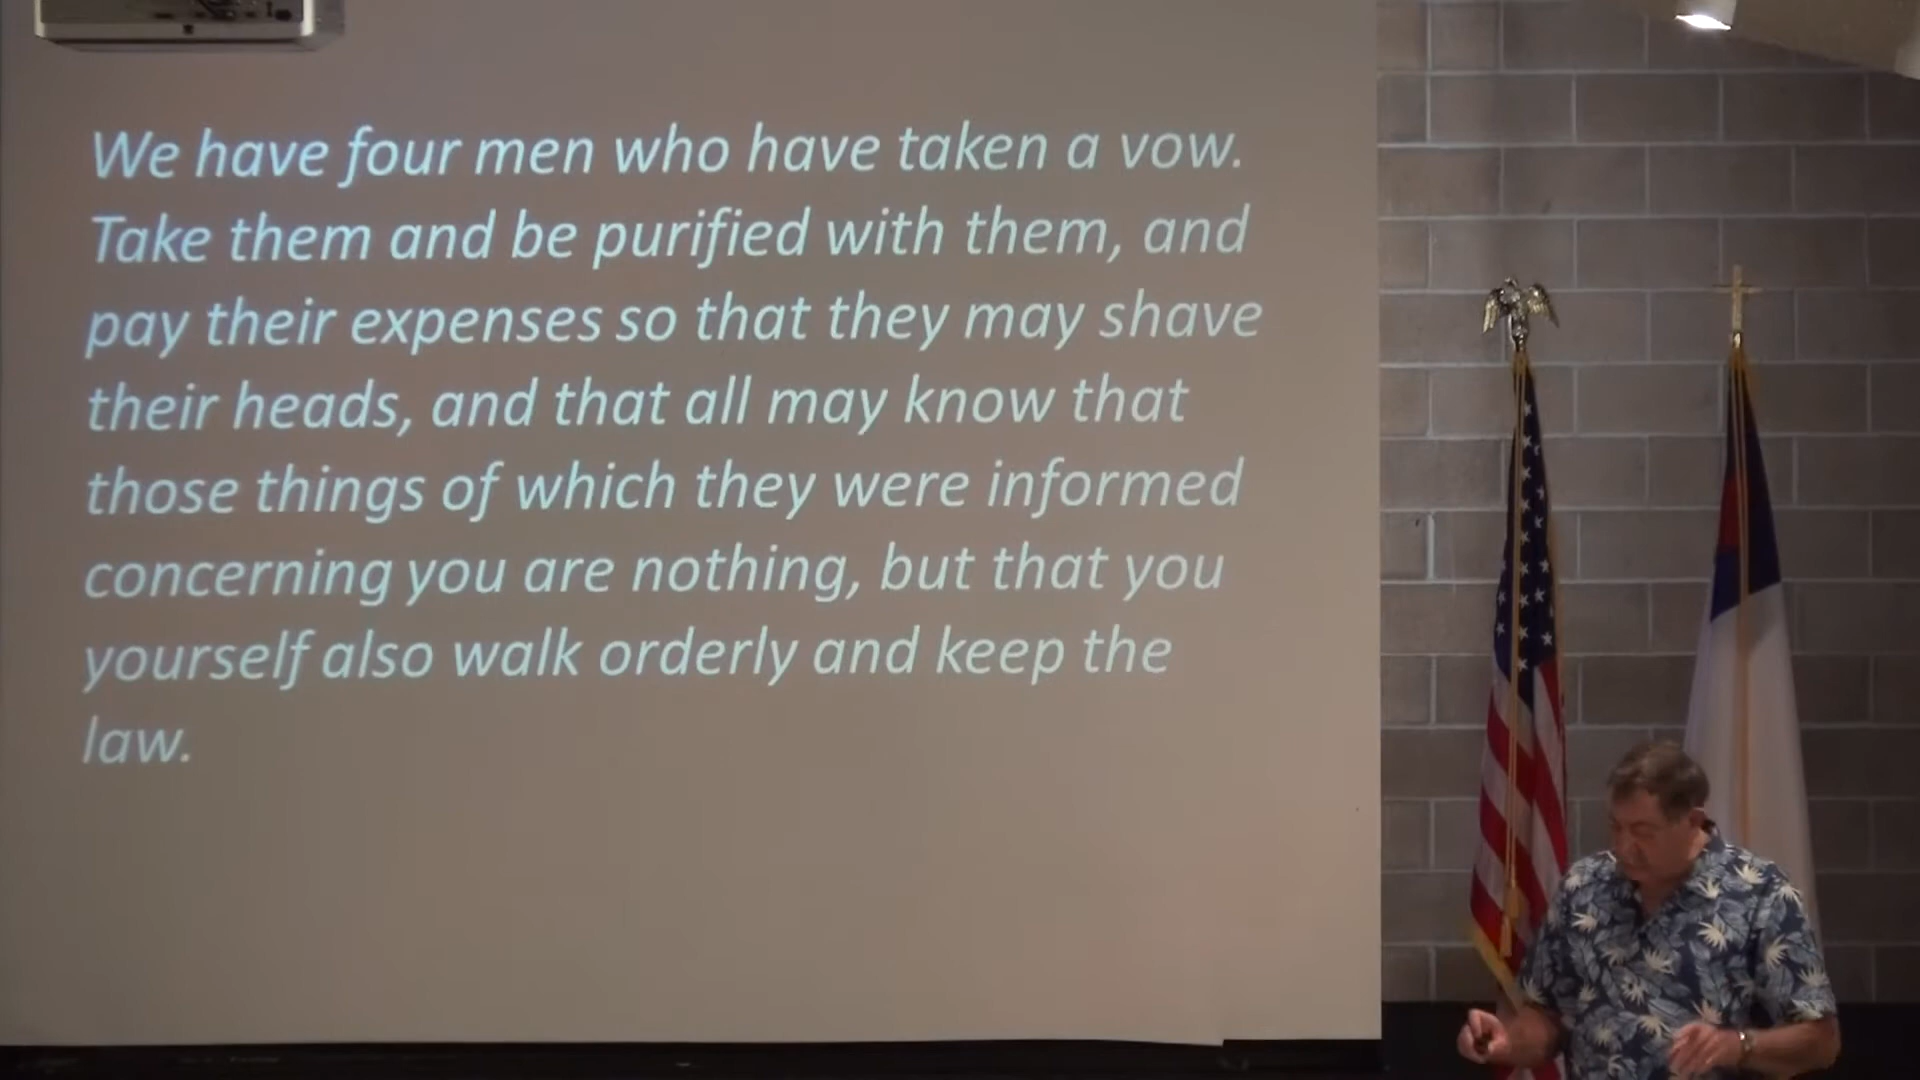 We have four men who have taken a vow.
Take them and be purified with them, and
pay their expenses so that they may shave
their heads, and that all may know that
those things of which they were informed
concerning you are nothing, but that you
yourself also walk orderly and keep the
law.